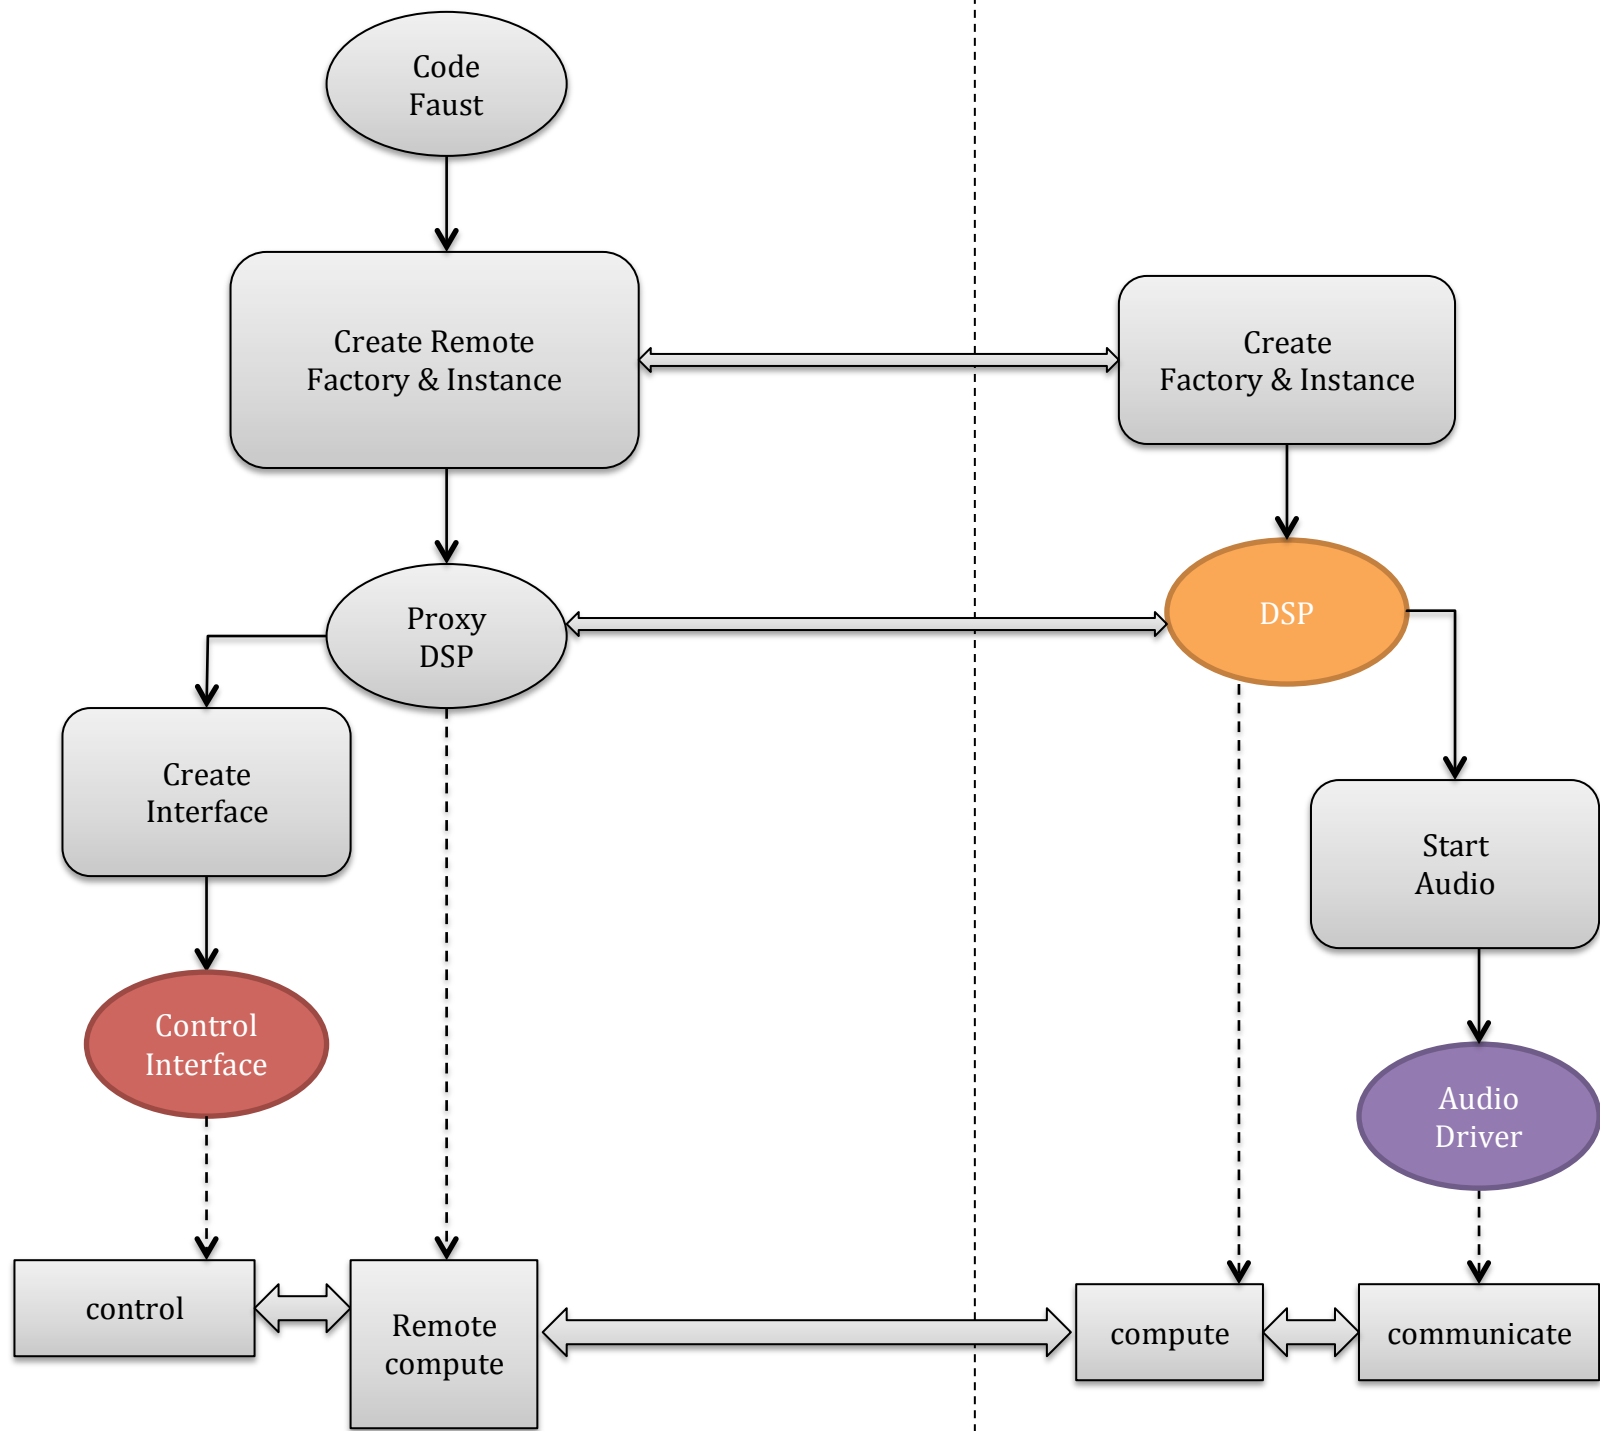 Code
Faust
Create Remote
Factory & Instance
Create
Factory & Instance
Proxy
DSP
DSP
Create
Interface
Start
Audio
Control
Interface
Audio
Driver
control
Remote
compute
compute
communicate